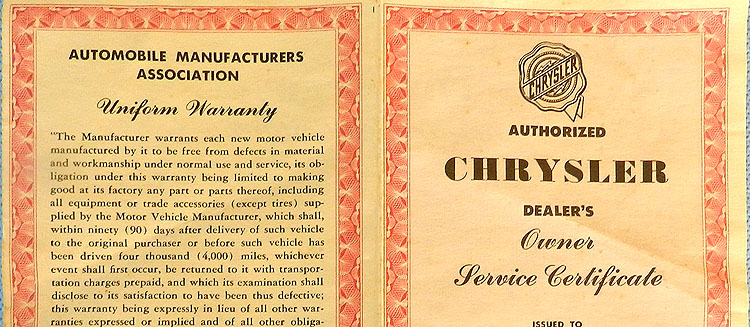 AUTOMOBILE MANUFACTURERS
ASSOCIATION
Uniform Warranty
"The Manufacturer warrants each new motor vehicle
manufactured by it to be free from defects in material
and workmanship under normal use and service, its ob-
ligation under this warranty being limited to making
good at its factory any part or parts thereof, including
all equipment or trade accessories (except tires) sup-
plied by the Motor Vehicle Manufacturer, which shall,
within ninety (90) days after delivery of such vehicle
to the original purchaser or before such vehicle has
been driven four thousand (4,000) miles, whichever
event shall first occur, be returned to it with transpor-
tation charges prepaid, and which its examination shall
disclose to its satisfaction to have been thus defective;
this warranty being expressly in lieu of all other war-
ranties expressed or implied and of all other obliga-
CHRYSLER
AUTHORIZED
CHRYSLER
DEALER'S
Owner
Service Certificate
ISSUED TO